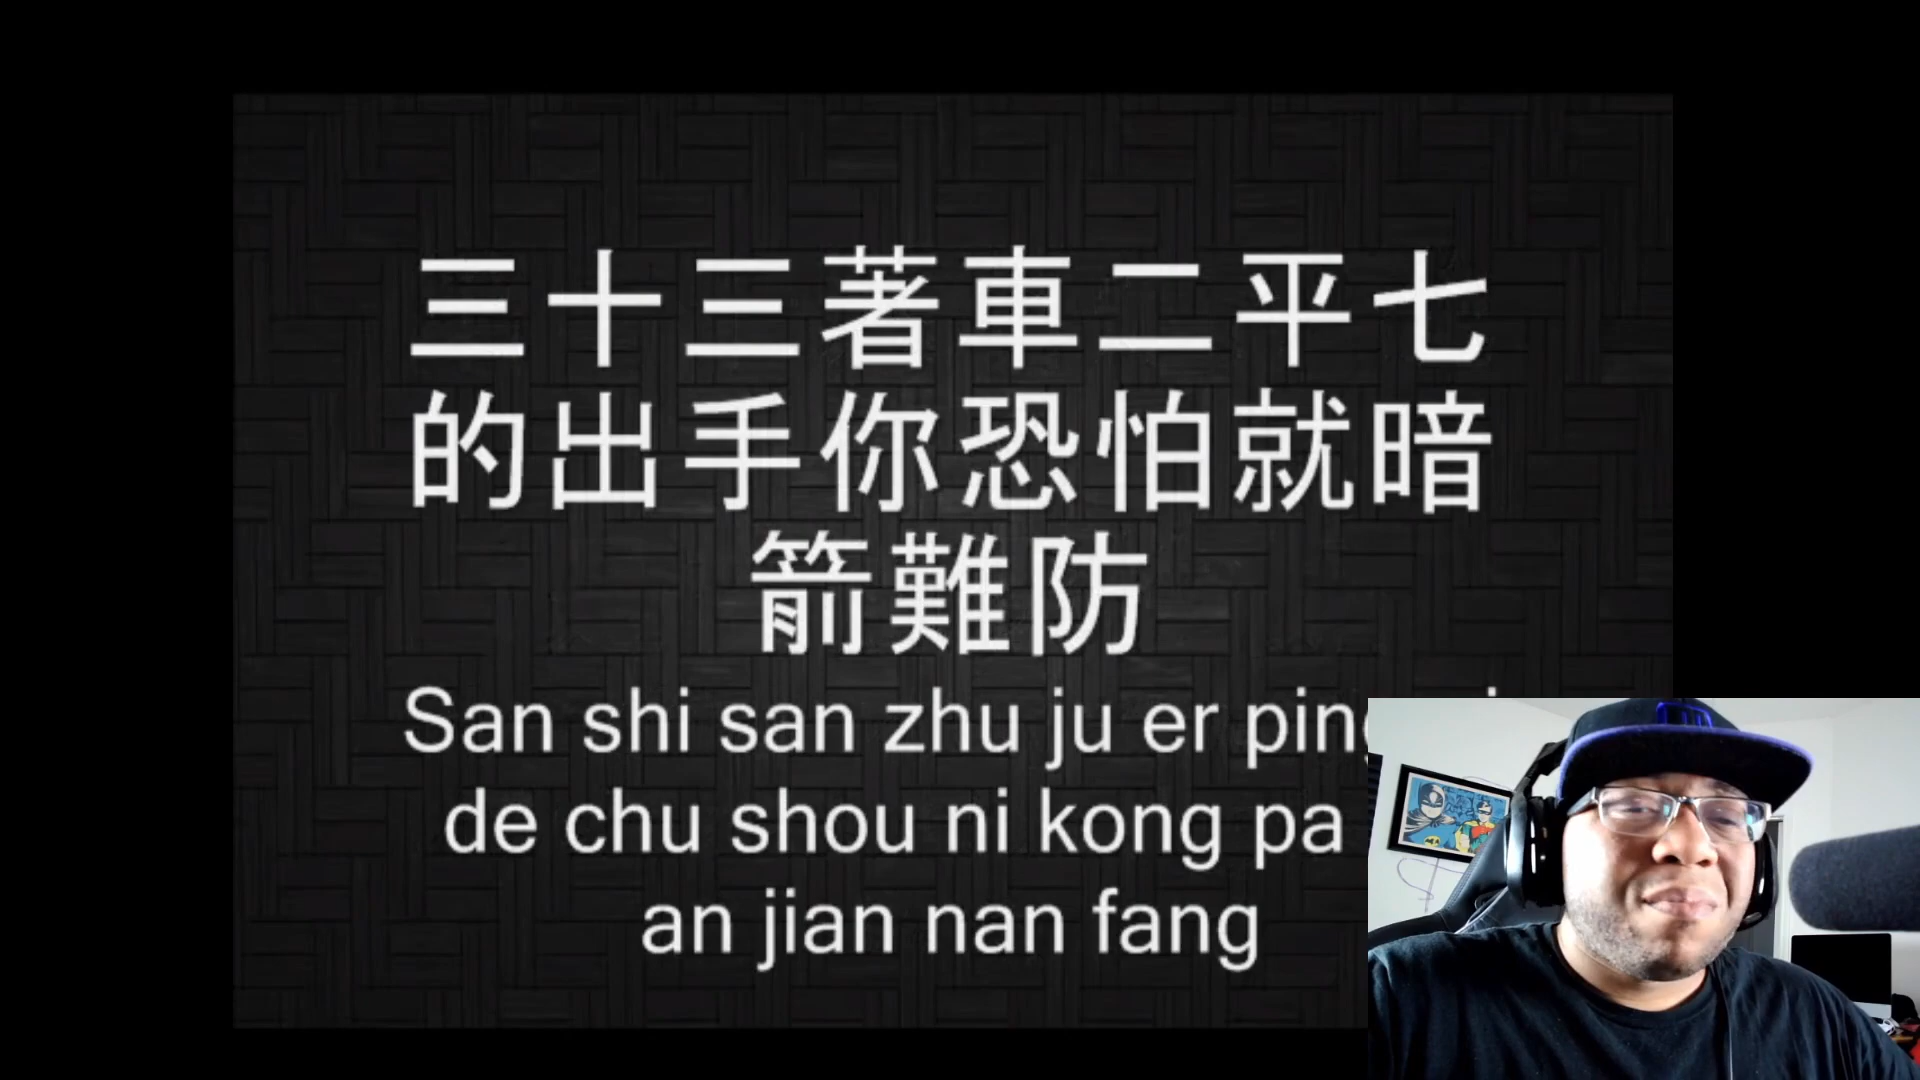 三十三著車二平七
的出手你恐怕就暗
箭難防
San shi san zhu ju er ping
de chu shou ni kong pa
an jian nan fang